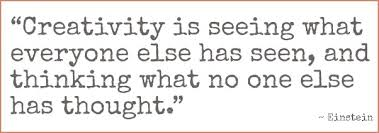 “Creativity is seeing what
everyone else has seen, and
thinking what no one else
has thought.”
~ Einstein